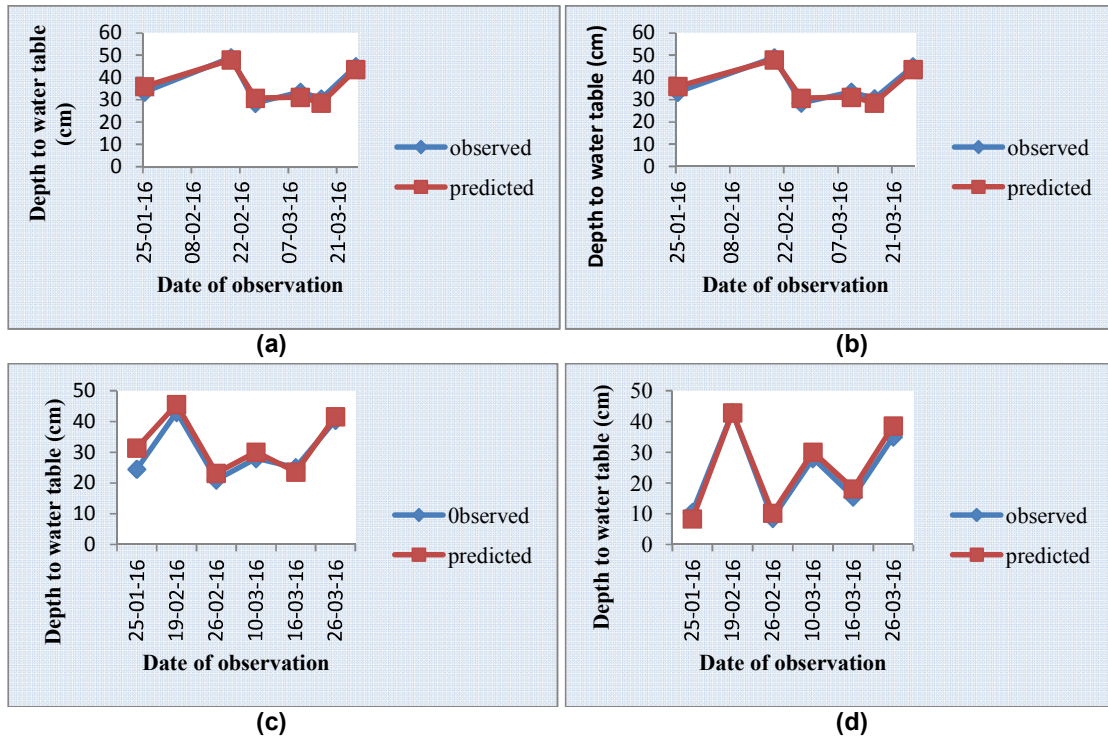 Depth to water table
(cm)
60
50
40
30
20
10
0
25-01-16
08-02-16
22-02-16
07-03-16
21-03-16
Date of observation
observed
predicted
(a)
Depth to water table (cm)
60
50
40
30
20
10
0
25-01-16
08-02-16
22-02-16
07-03-16
21-03-16
Date of observation
observed
predicted
(b)
Depth to water table (cm)
50
40
30
20
10
0
25-01-16
19-02-16
26-02-16
10-03-16
16-03-16
26-03-16
Date of observation
0bserved
predicted
(c)
Depth to water table (cm)
50
40
30
20
10
0
25-01-16
19-02-16
26-02-16
10-03-16
16-03-16
26-03-16
Date of observation
observed
predicted
(d)